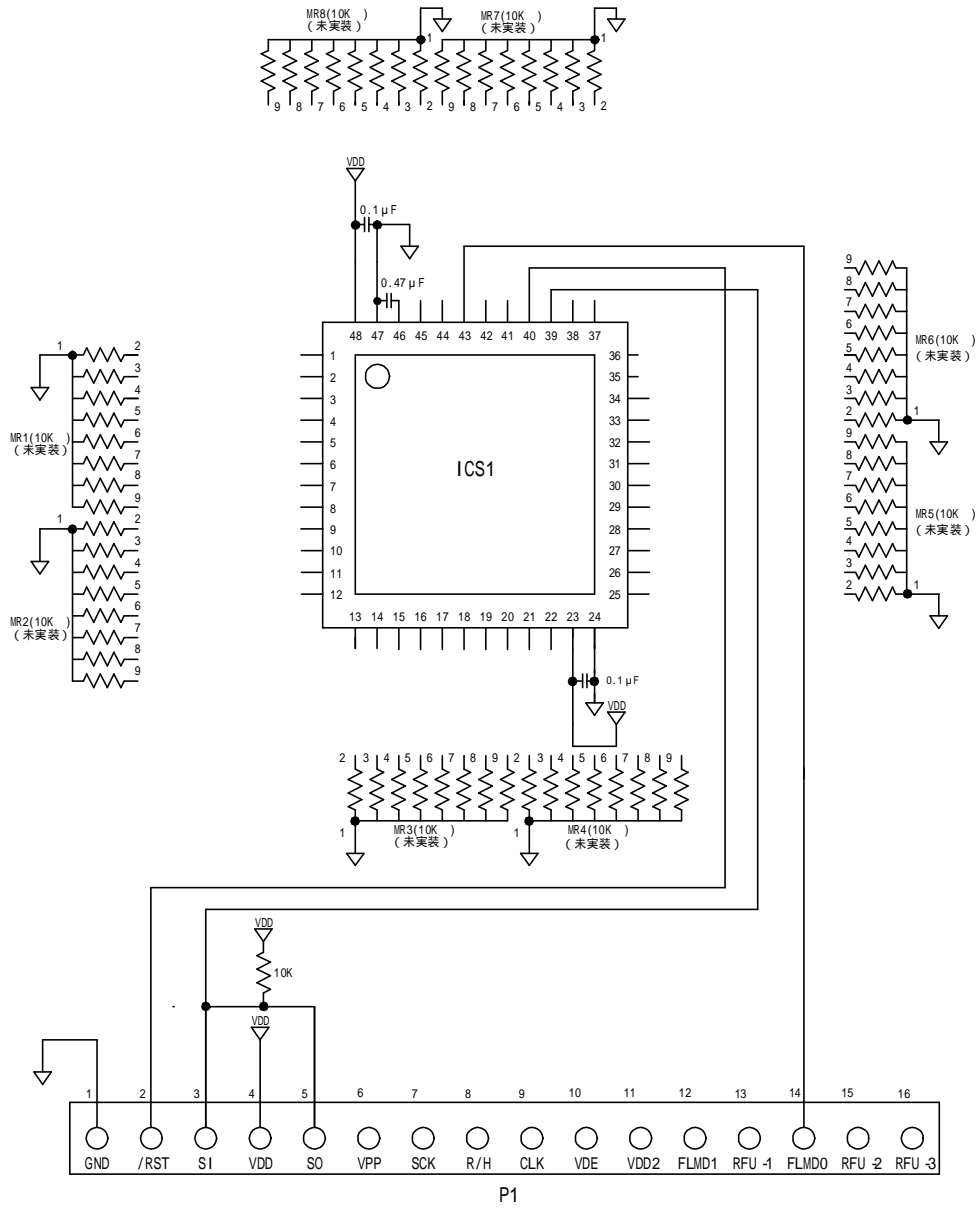 MR8(10K )
(未実装)
MR7(10K )
(未実装)
1 1
9 8 7 6 5 4 3 2 9 8 7 6 5 4 3 2
VDD
0.1μF
0.47μF
48 47 46 45 44 43 42 41 40 39 38 37
1
2
3
4
5
6
7
8
9
10
11
12
36
35
34
33
32
31
30
29
28
27
26
25
ICS1
13 14 15 16 17 18 19 20 21 22 23 24
1
2
3
4
5
6
7
8
9
MR1(10K )
(未実装)
1
2
3
4
5
6
7
8
9
MR2(10K )
(未実装)
9
8
7
6
5
4
3
2
1
MR6(10K )
(未実装)
9
8
7
6
5
4
3
2
1
MR5(10K )
(未実装)
0.1μF
VDD
2 3 4 5 6 7 8 9 2 3 4 5 6 7 8 9
1 1
MR3(10K )
(未実装)
MR4(10K )
(未実装)
VDD
10K
VDD
1 2 3 4 5 6 7 8 9 10 11 12 13 14 15 16
GND /RST SI VDD SO VPP SCK R/H CLK VDE VDD2 FLMD1 RFU-1 FLMD0 RFU-2 RFU-3
P1